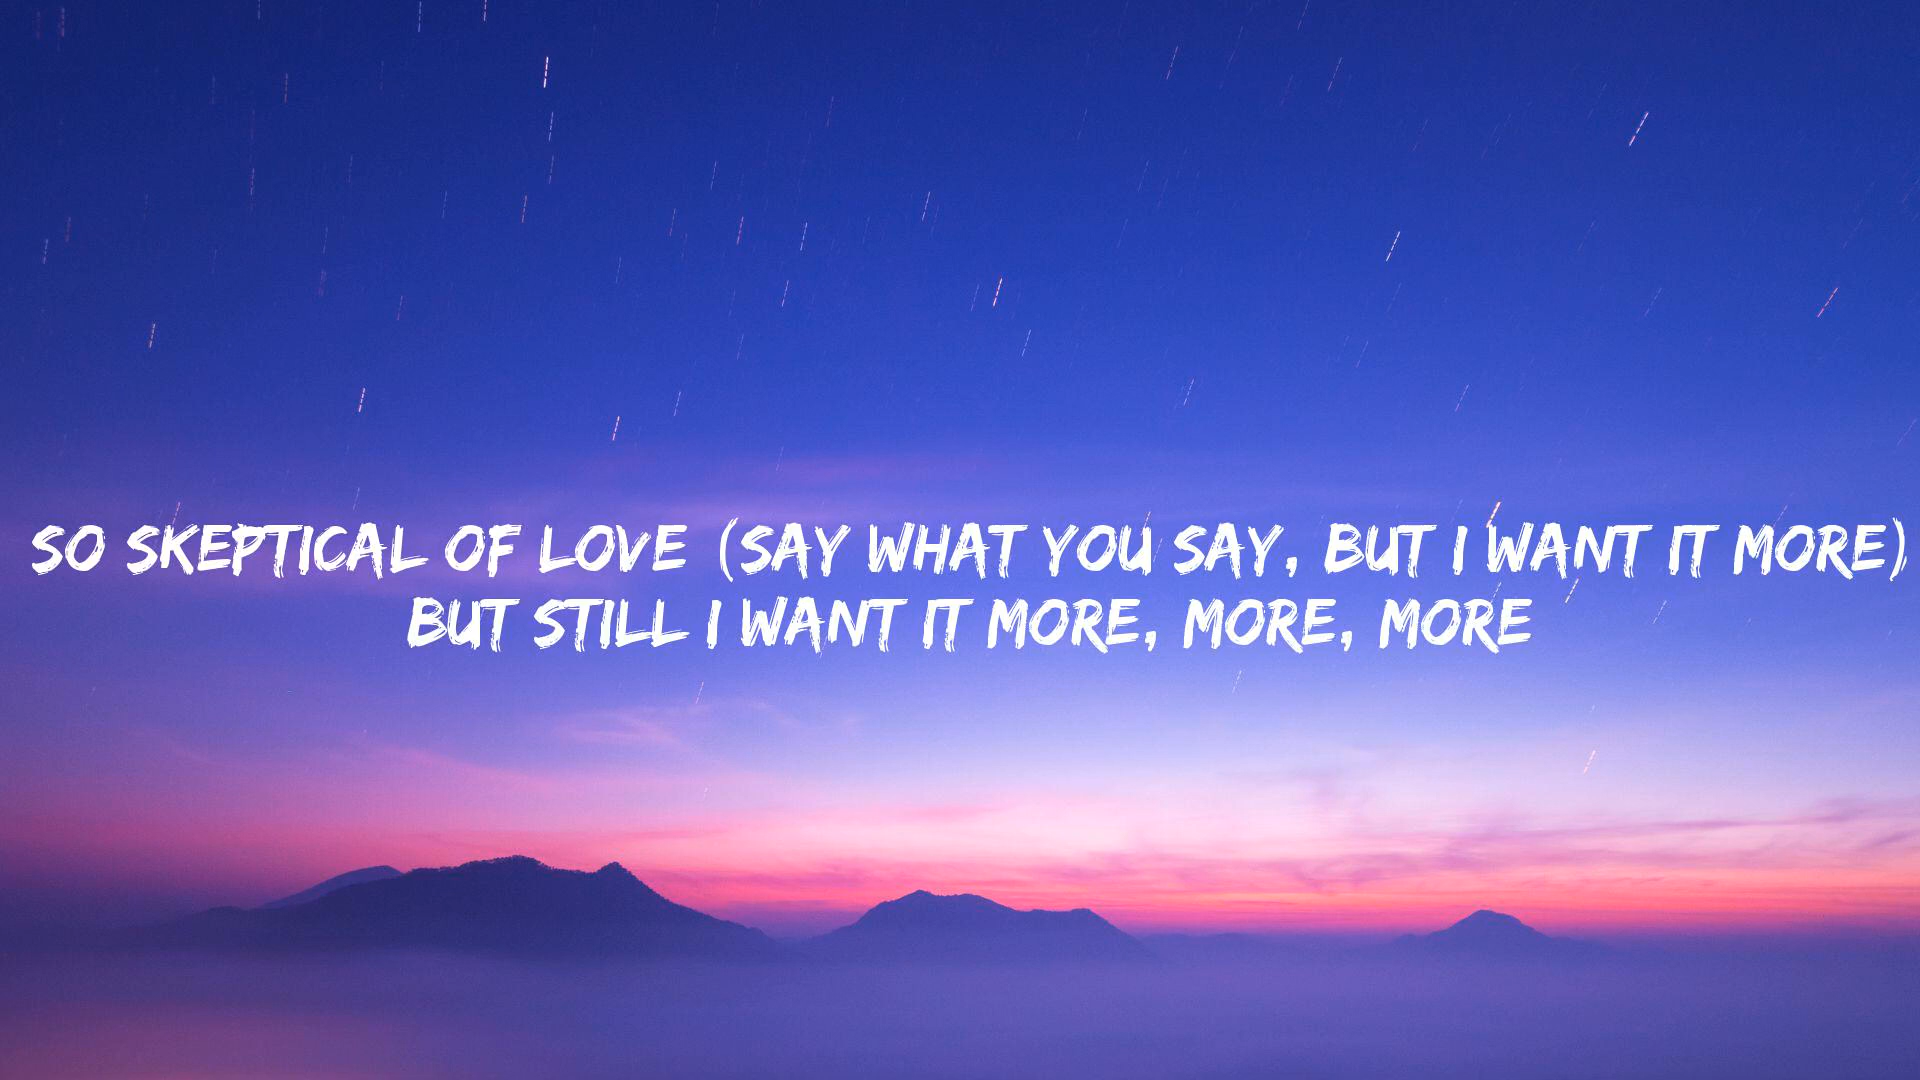 SO SKEPTICAL OF LOVE (SAY WHAT YOU SAY, BUT I WANT IT MORE)
BUT STILL I WANT IT MORE, MORE, MORE